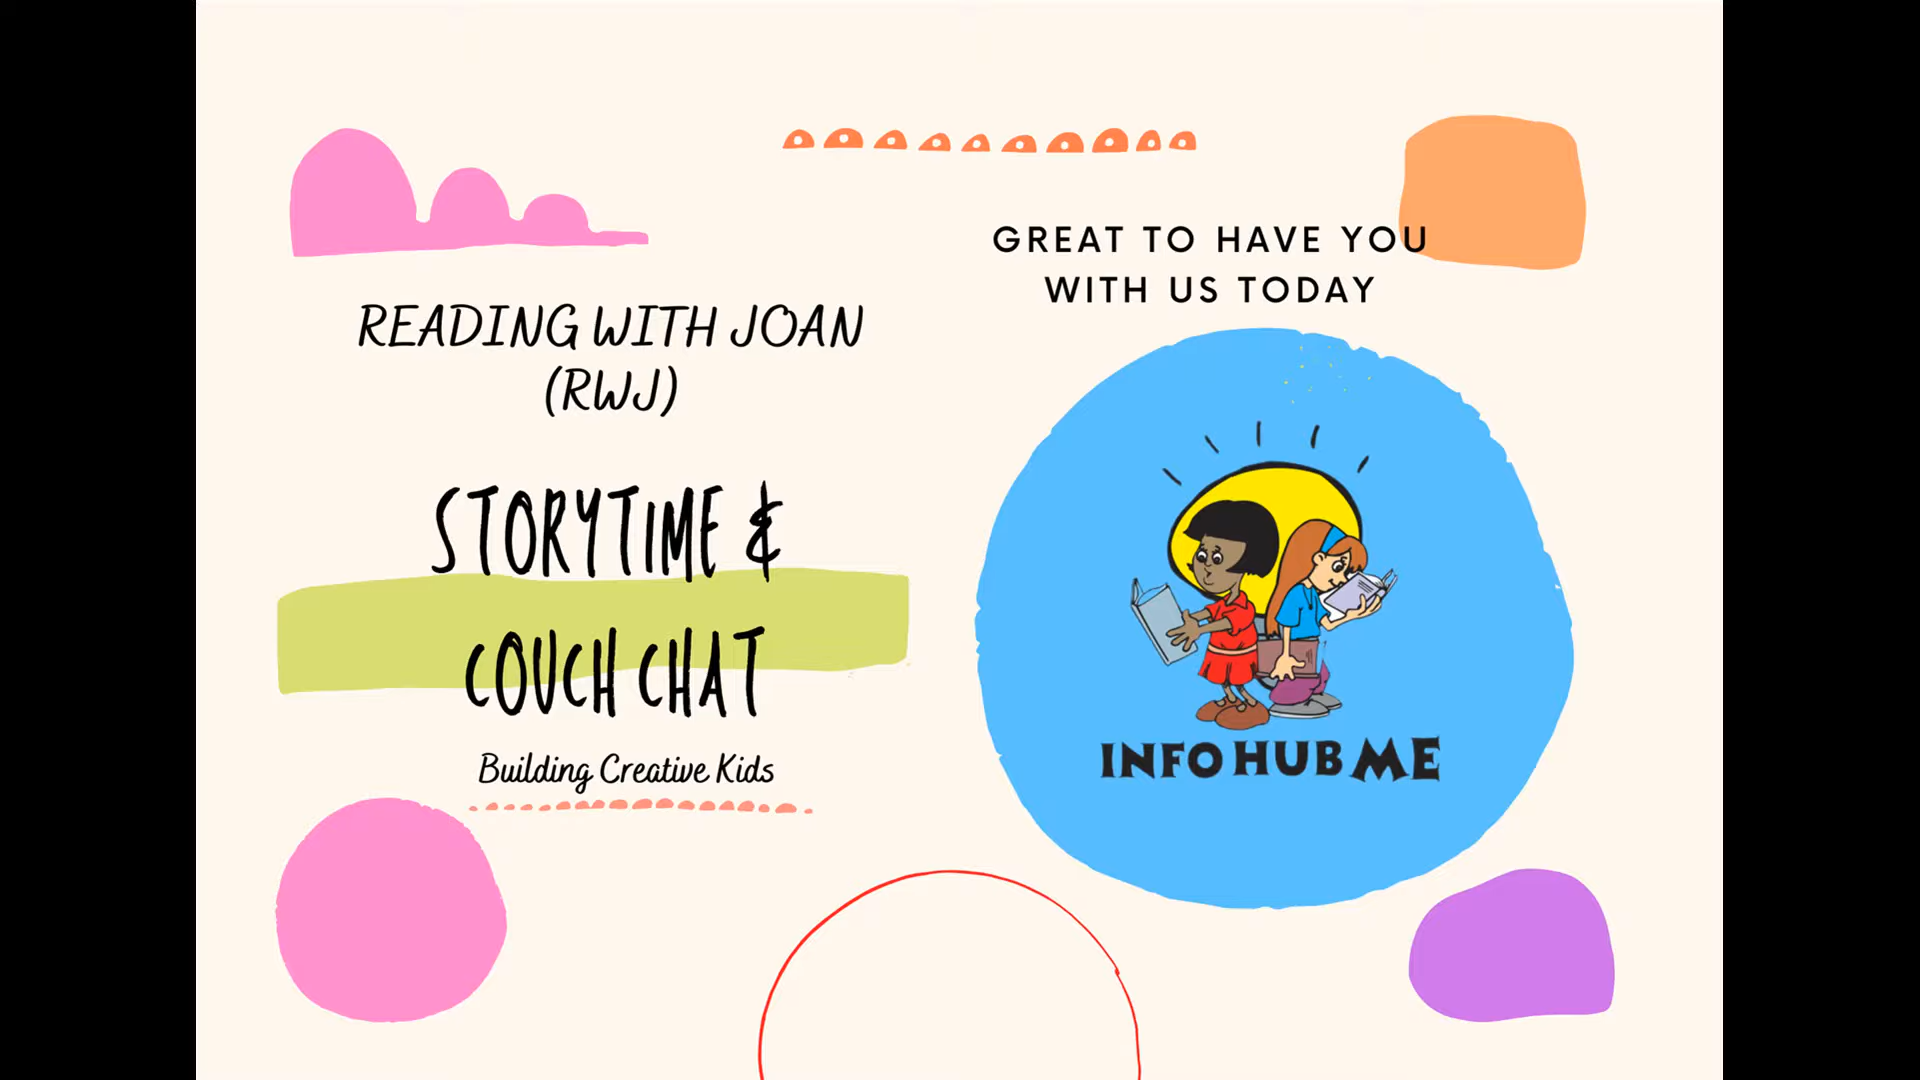 READING WITH JOAN
(RWJ)
STORYTIME &
COUCH CHAT
Building Creative Kids
GREAT TO HAVE YOU
WITH US TODAY
INFO HUB ME